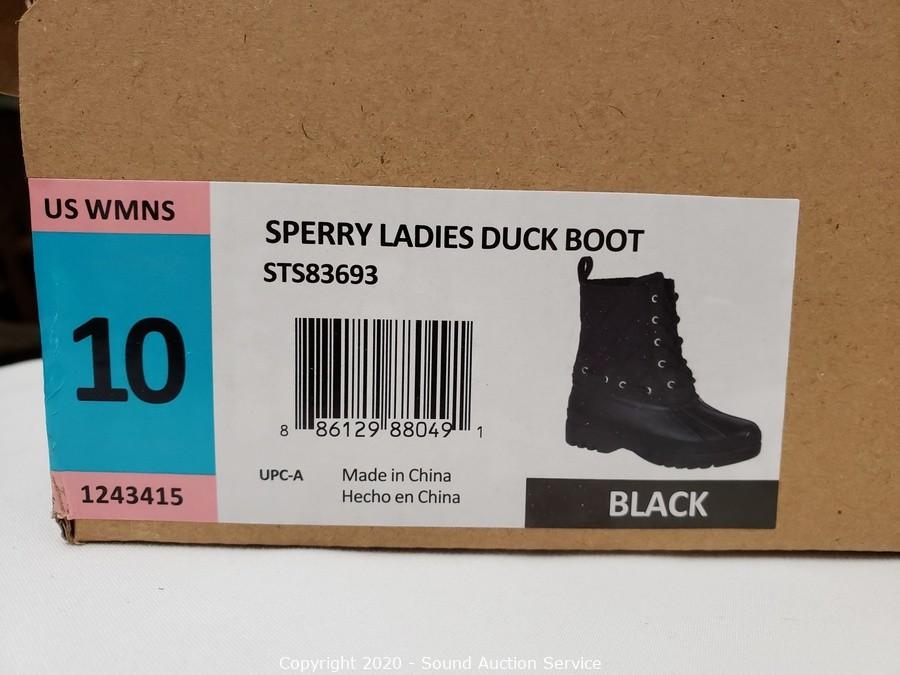 US WMNS
10
1243415
SPERRY LADIES DUCK BOOT
STS83693
8 86129 88049 1
UPC-A
Made in China
Hecho en China
BLACK
Copyright 2020 - Sound Auction Service